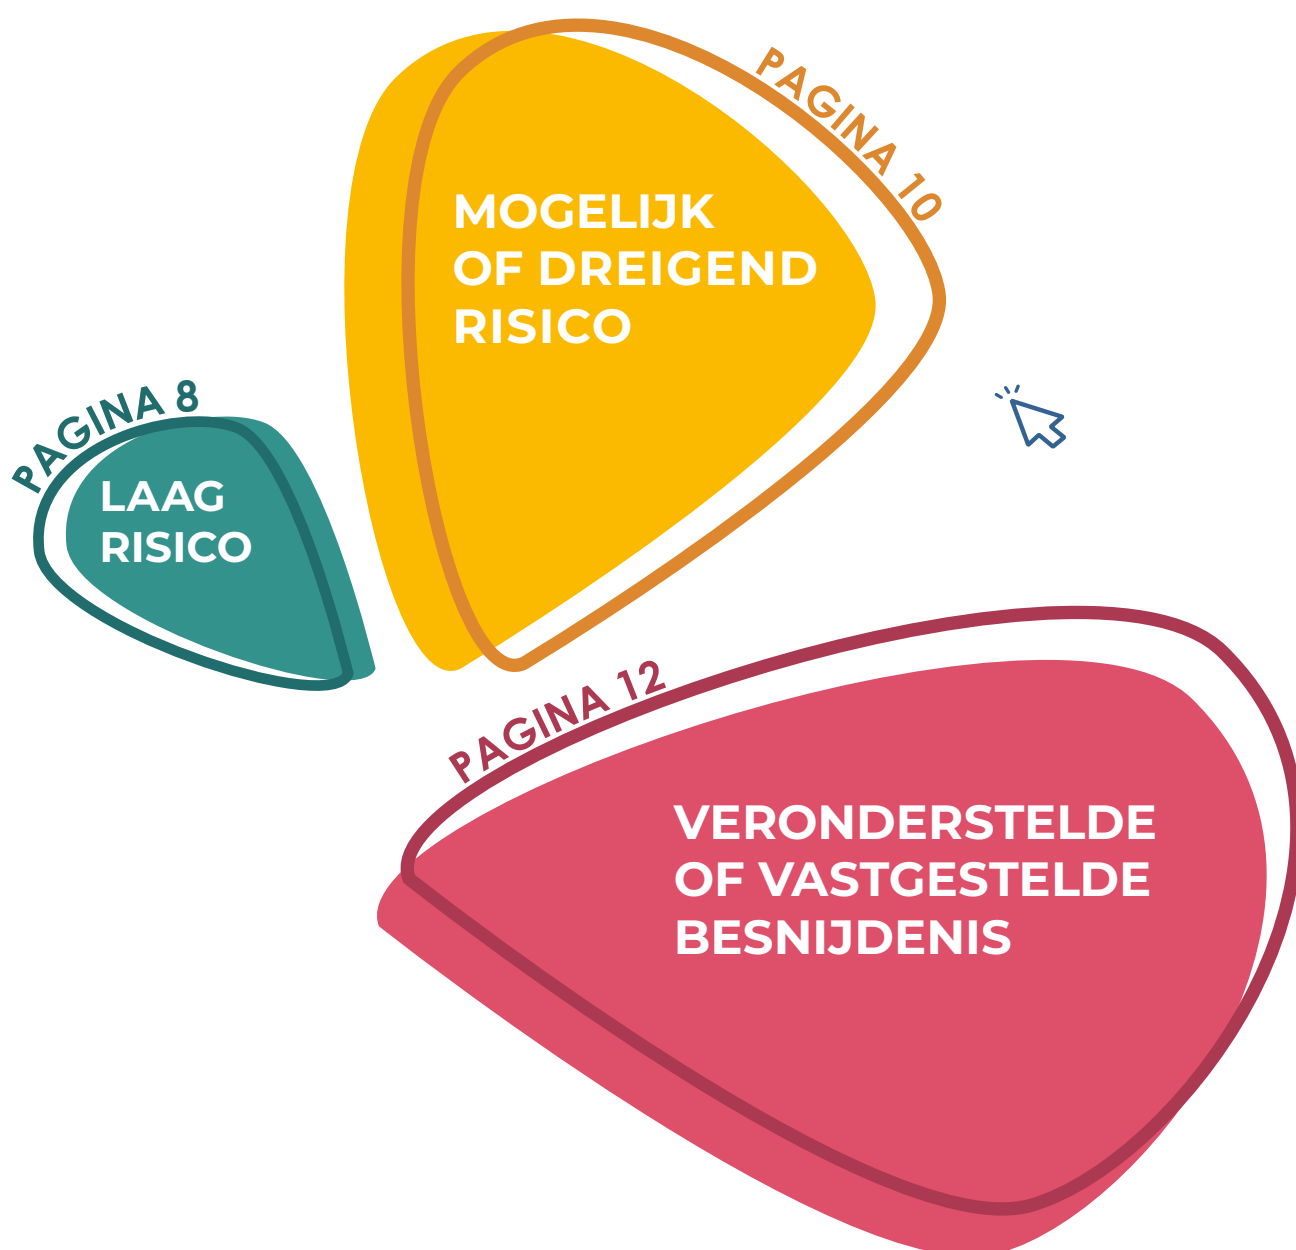 PAGINA 10
MOGELIJK
OF DREIGEND
RISICO
PAGINA 8
LAAG
RISICO
PAGINA 12
VERONDERSTELDE
OF VASTGESTELDE
BESNIJDENIS